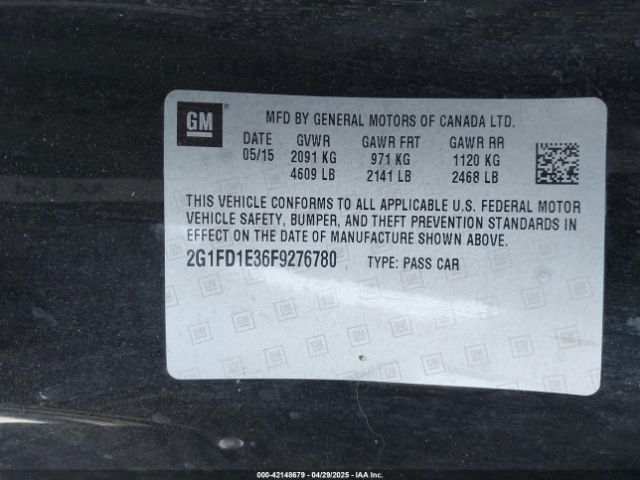 GM
MFD BY GENERAL MOTORS OF CANADA LTD.
DATE GVWR GAWR FRT GAWR RR
05/15 2091 KG 971 KG 1120 KG
4609 LB 2141 LB 2468 LB
THIS VEHICLE CONFORMS TO ALL APPLICABLE U.S. FEDERAL MOTOR
VEHICLE SAFETY, BUMPER, AND THEFT PREVENTION STANDARDS IN
EFFECT ON THE DATE OF MANUFACTURE SHOWN ABOVE.
2G1FD1E36F9276780 TYPE: PASS CAR
000-42148679 - 04/29/2025 - IAAI, Inc.